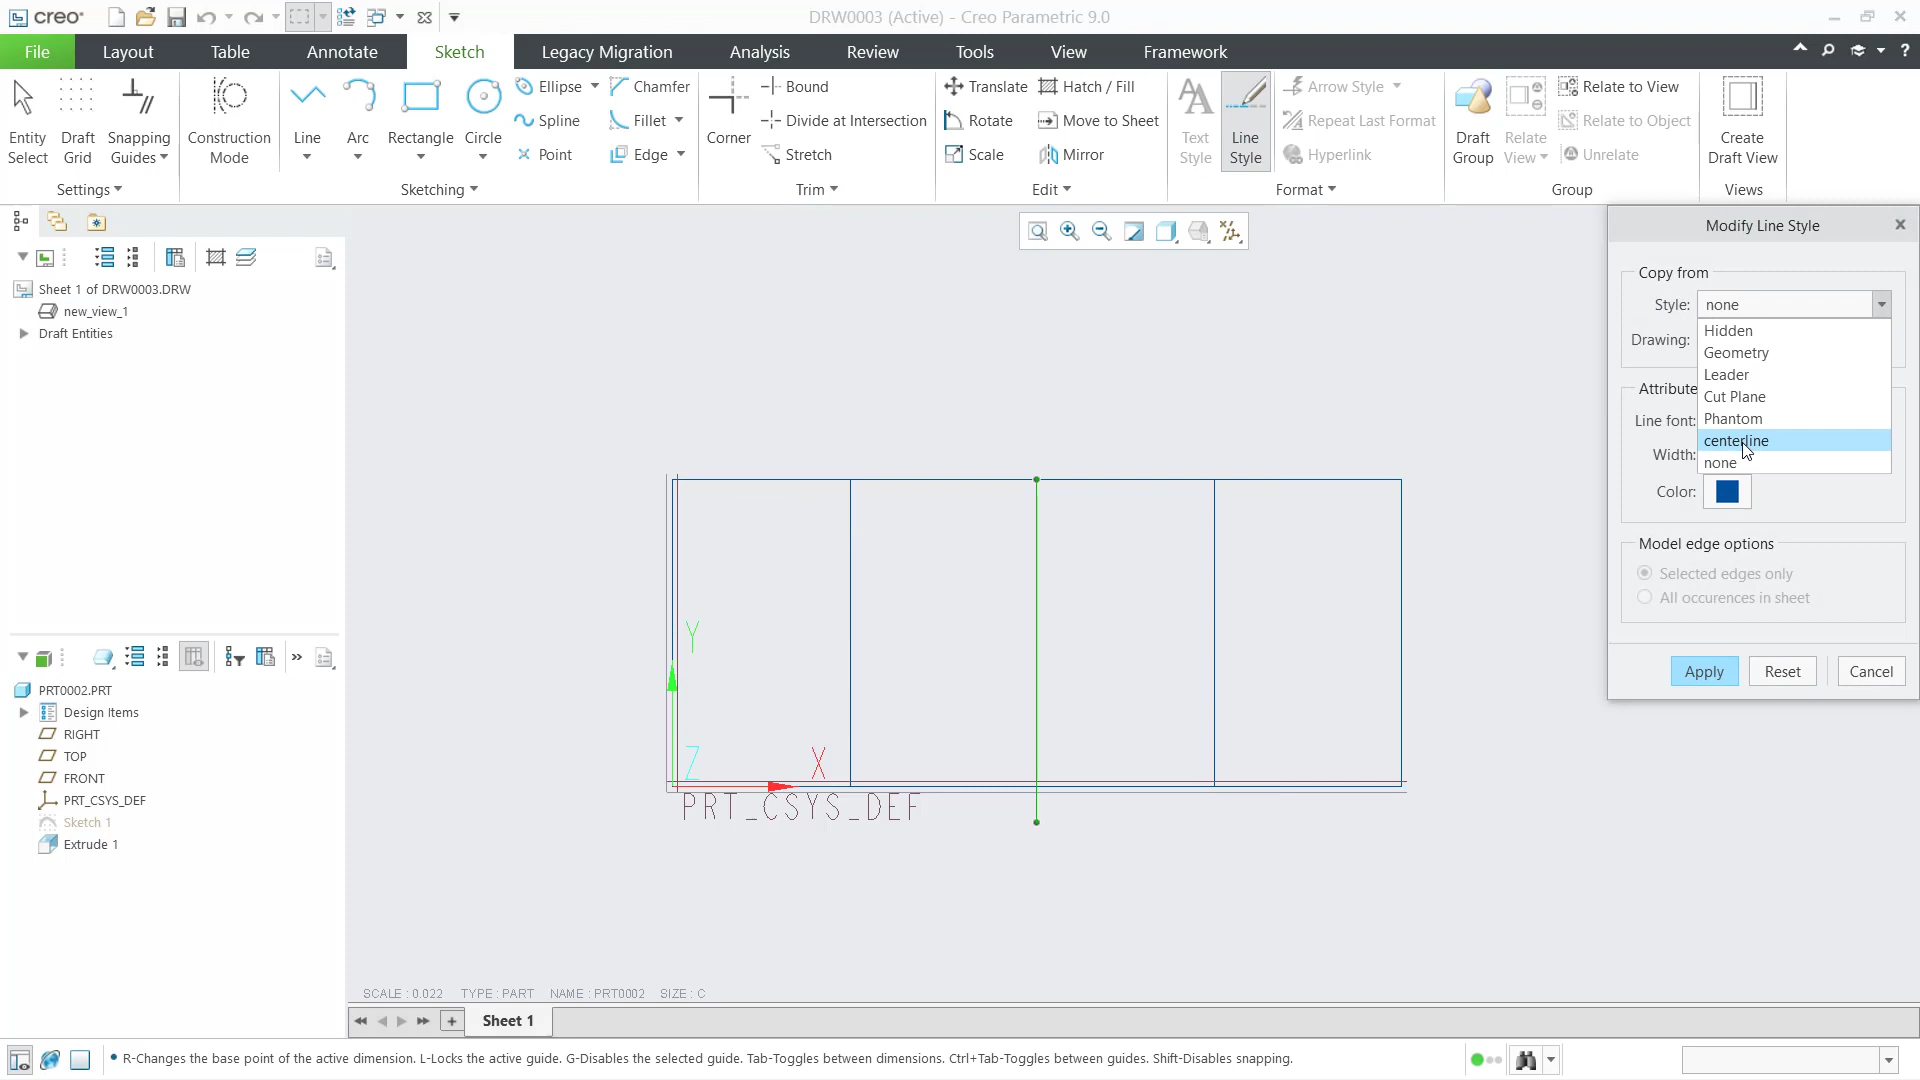 creo®
DRW0003 (Active) - Creo Parametric 9.0
File Layout Table Annotate Sketch Legacy Migration Analysis Review Tools View Framework
Entity Select
Draft Grid
Snapping Guides
Settings
Construction Mode
Line
Arc
Rectangle
Circle
Ellipse
Spline
Point
Chamfer
Fillet
Edge
Sketching
Corner
Bound
Divide at Intersection
Stretch
Trim
Translate
Rotate
Scale
Hatch / Fill
Move to Sheet
Mirror
Edit
Text Style
Line Style
Arrow Style
Repeat Last Format
Hyperlink
Format
Draft Group
Relate View
Relate to View
Relate to Object
Unrelate
Group
Create Draft View
Views
Sheet 1 of DRW0003.DRW
new_view_1
Draft Entities
PRT0002.PRT
Design Items
RIGHT
TOP
FRONT
PRT_CSYS_DEF
Sketch 1
Extrude 1
Y
Z
X
PRT_CSYS_DEF
SCALE : 0.022 TYPE : PART NAME : PRT0002 SIZE : C
Sheet 1
Modify Line Style
Copy from
Style: none
Hidden
Geometry
Leader
Cut Plane
Phantom
centerline
none
Drawing:
Attribute
Line font:
Width:
Color:
Model edge options
Selected edges only
All occurences in sheet
Apply Reset Cancel
• R-Changes the base point of the active dimension. L-Locks the active guide. G-Disables the selected guide. Tab-Toggles between dimensions. Ctrl+Tab-Toggles between guides. Shift-Disables snapping.